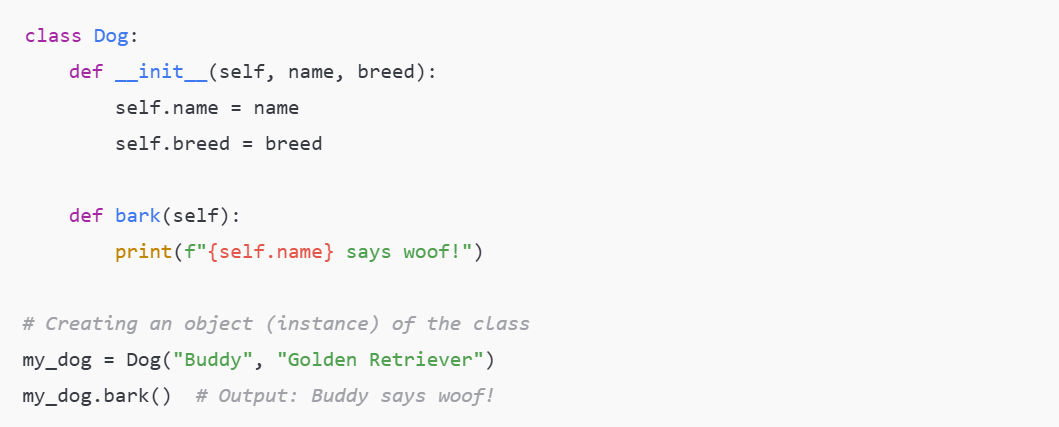 class Dog:
    def __init__(self, name, breed):
        self.name = name
        self.breed = breed

    def bark(self):
        print(f"{self.name} says woof!")

# Creating an object (instance) of the class
my_dog = Dog("Buddy", "Golden Retriever")
my_dog.bark()  # Output: Buddy says woof!